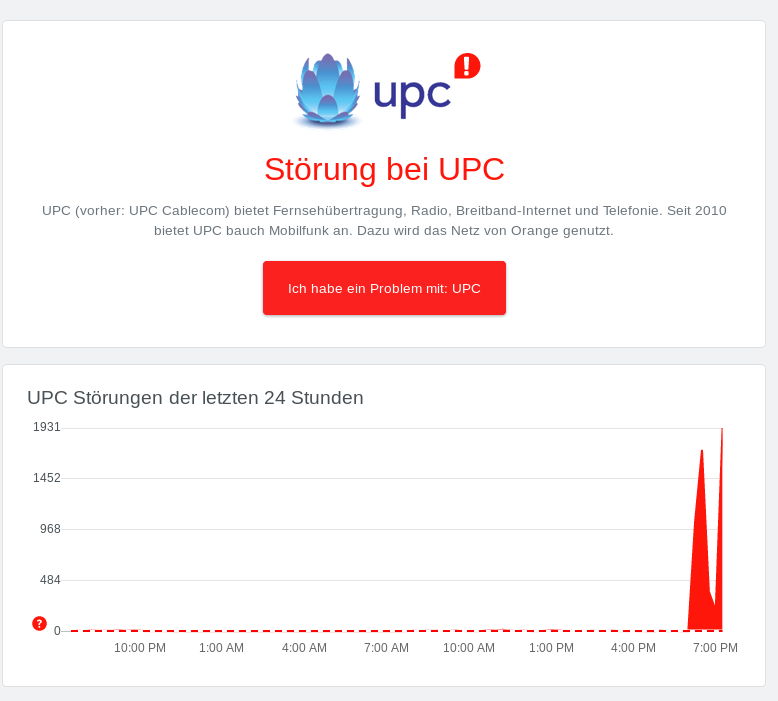 upc
Störung bei UPC
UPC (vorher: UPC Cablecom) bietet Fernsehübertragung, Radio, Breitband-Internet und Telefonie. Seit 2010
bietet UPC bauch Mobilfunk an. Dazu wird das Netz von Orange genutzt.
Ich habe ein Problem mit: UPC
UPC Störungen der letzten 24 Stunden
1931
1452
968
484
?
0
10:00 PM 1:00 AM 4:00 AM 7:00 AM 10:00 AM 1:00 PM 4:00 PM 7:00 PM